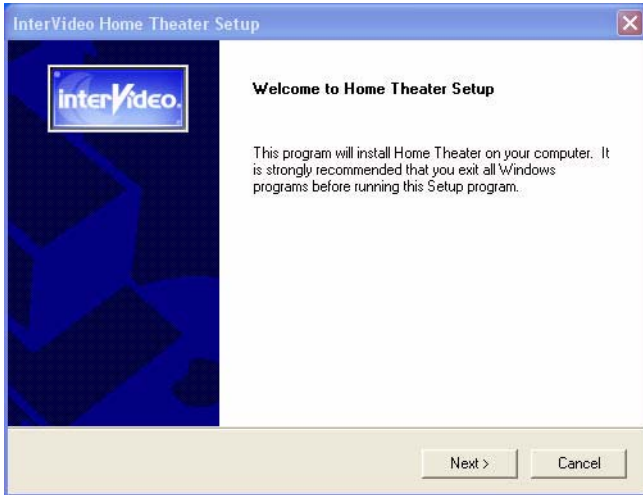 InterVideo Home Theater Setup
interVideo.
Welcome to Home Theater Setup
This program will install Home Theater on your computer. It
is strongly recommended that you exit all Windows
programs before running this Setup program.
Next >
Cancel